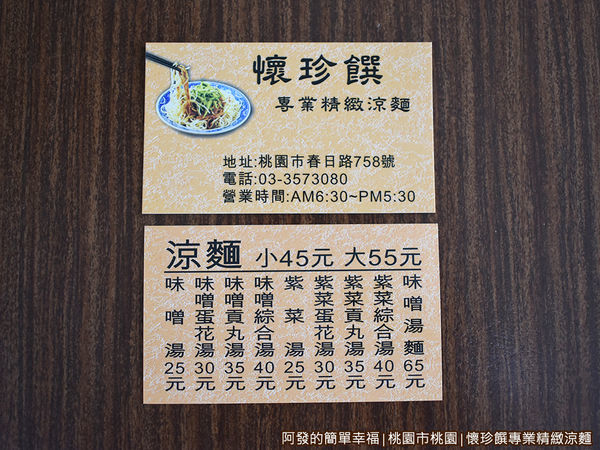 懷珍饌
專業精緻涼麵
地址:桃園市春日路758號
電話:03-3573080
營業時間:AM6:30~PM5:30
涼麵 小45元 大55元
味噌湯25元
味噌蛋花湯30元
味噌貢丸湯35元
味噌綜合湯40元
紫菜湯25元
紫菜蛋花湯30元
紫菜貢丸湯35元
紫菜綜合湯40元
味噌湯麵65元
阿發的簡單幸福|桃園市桃園|懷珍饌專業精緻涼麵